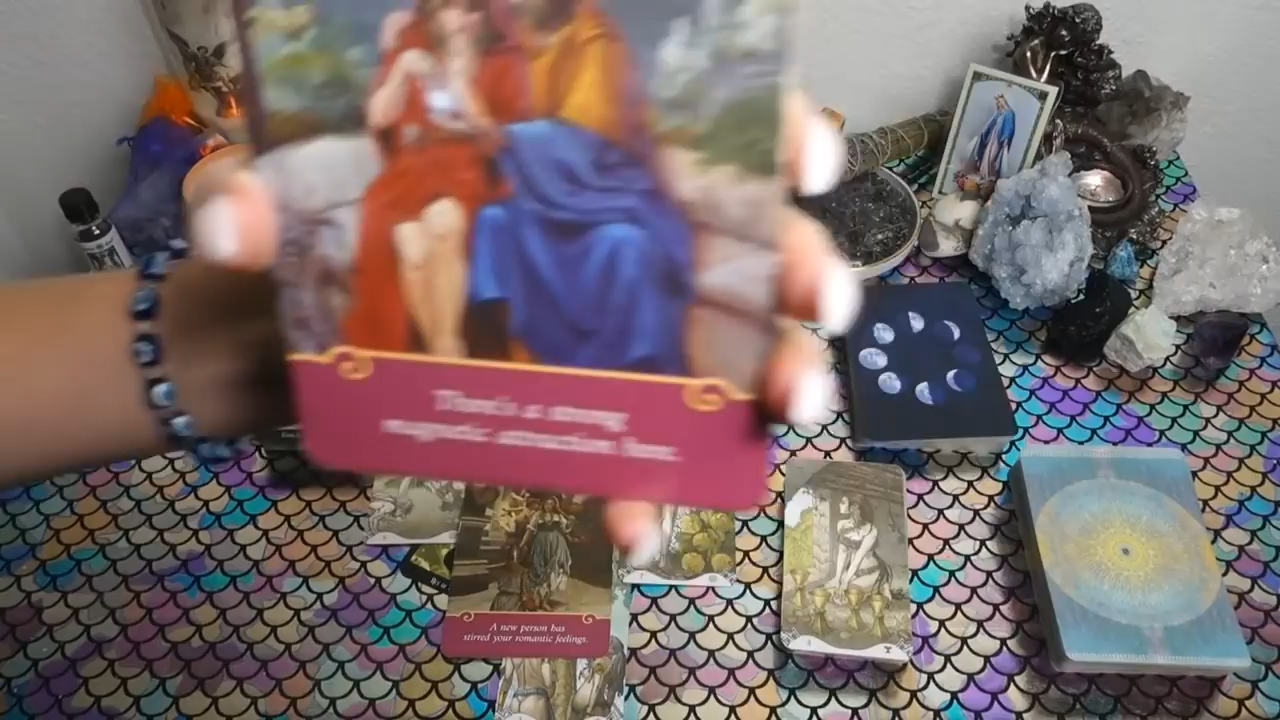 There's a strong
magnetic attraction here.
A new person has
stirred your romantic feelings.